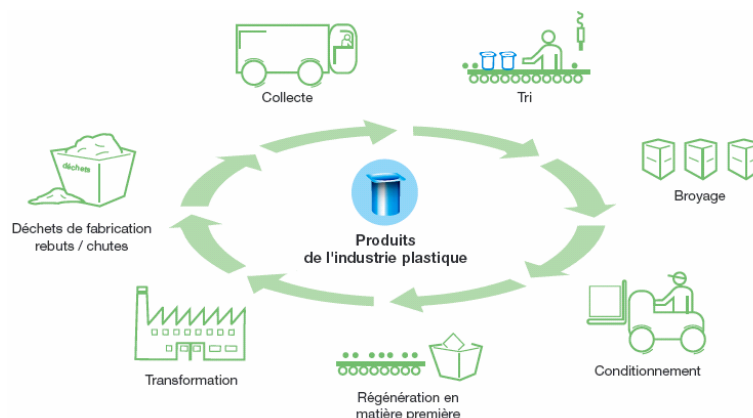 Collecte
Tri
déchets
Broyage
Déchets de fabrication
rebuts / chutes
Produits
de l'industrie plastique
Conditionnement
Transformation
Régénération en
matière première